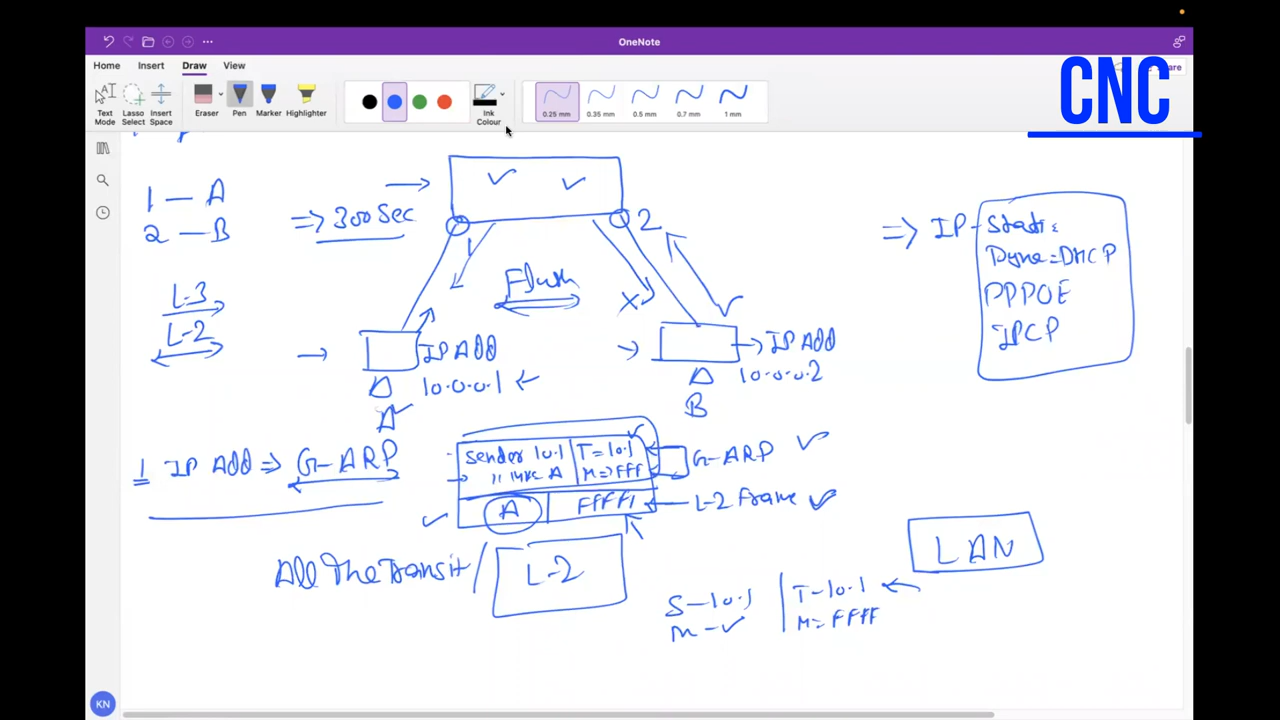 OneNote
Home Insert Draw View
CNC
Text Mode
Lasso Select
Insert Space
Eraser
Pen
Marker
Highlighter
Ink Colour
0.25 mm
0.35 mm
0.5 mm
0.7 mm
1 mm
1 — A
2 — B
=> 300 Sec
1
2
L-3
L-2
Flush
X
IP Add
10.0.0.1
A
IP Add
10.0.0.2
B
=> IP -
Dyna = DHCP
PPPOE
IPCP
1 IP Add => G-ARP
Sender 10.1
T = 10.1
A
M => FFF
G-ARP
A
FFFF
L-2 Frame
All The Transit /
L-2
LAN
S — 10.1
T — 10.1
M —
M = FFFF
KN